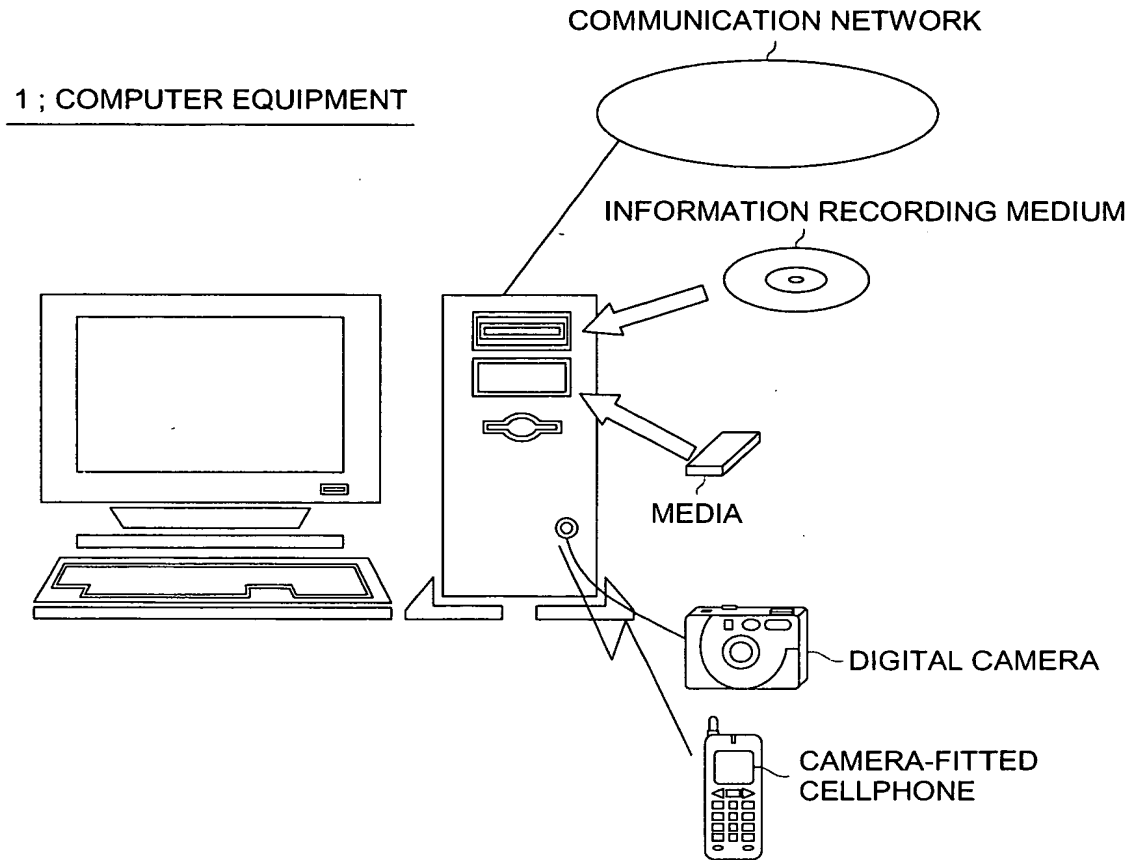 COMMUNICATION NETWORK
1 ; COMPUTER EQUIPMENT
INFORMATION RECORDING MEDIUM
MEDIA
DIGITAL CAMERA
CAMERA-FITTED
CELLPHONE